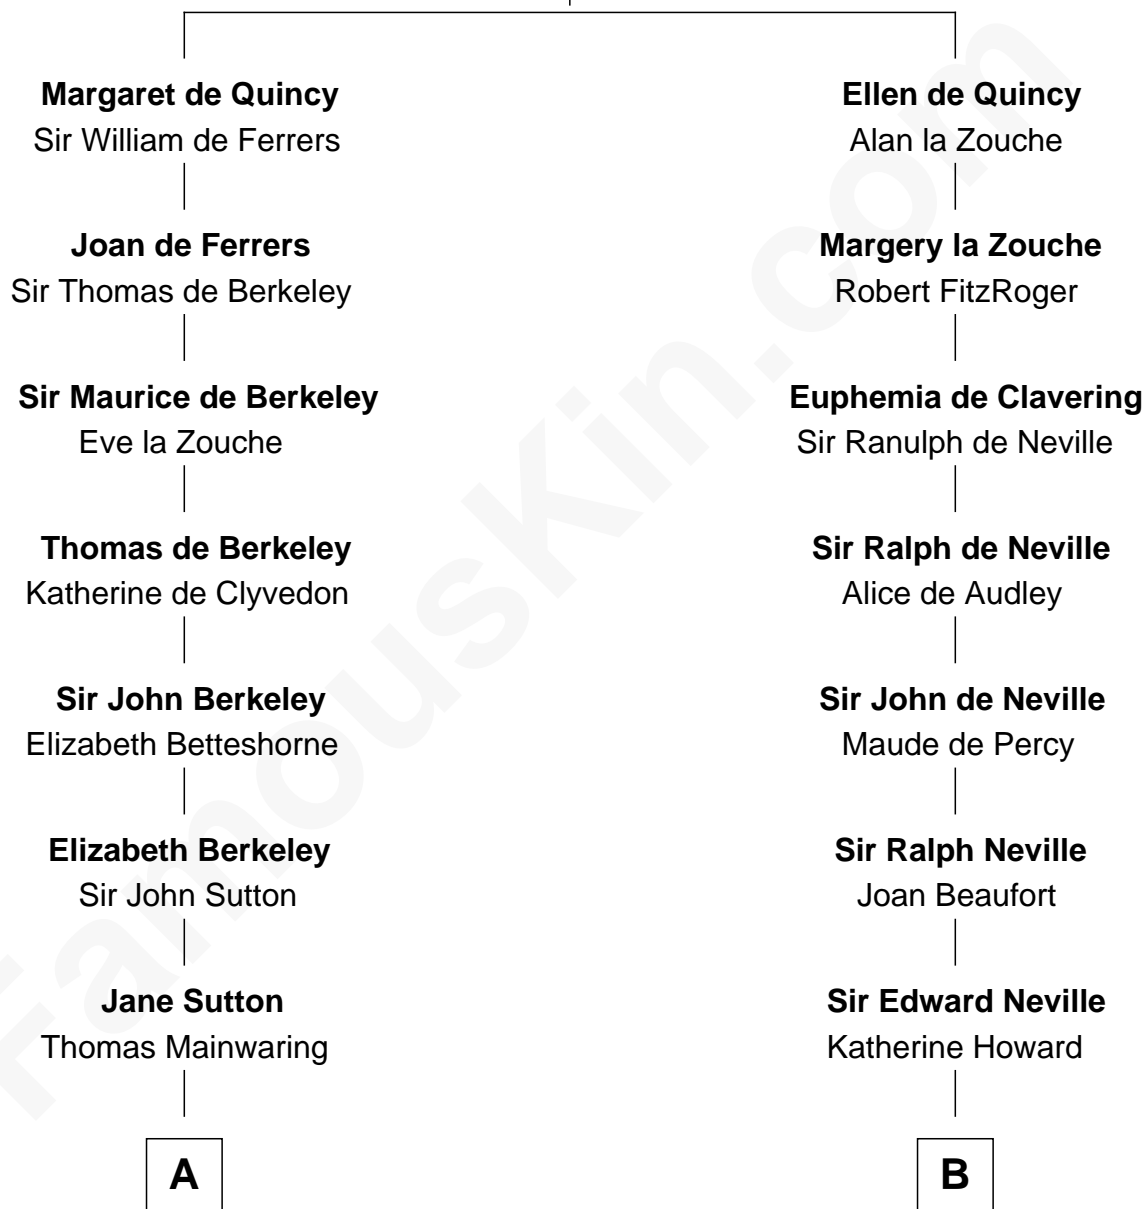 Margaret de Quincy
Sir William de Ferrers
Joan de Ferrers
Sir Thomas de Berkeley
Sir Maurice de Berkeley
Eve la Zouche
Thomas de Berkeley
Katherine de Clyvedon
Sir John Berkeley
Elizabeth Betteshorne
Elizabeth Berkeley
Sir John Sutton
Jane Sutton
Thomas Mainwaring
A
Ellen de Quincy
Alan la Zouche
Margery la Zouche
Robert FitzRoger
Euphemia de Clavering
Sir Ranulph de Neville
Sir Ralph de Neville
Alice de Audley
Sir John de Neville
Maude de Percy
Sir Ralph Neville
Joan Beaufort
Sir Edward Neville
Katherine Howard
B
FamousKin.com